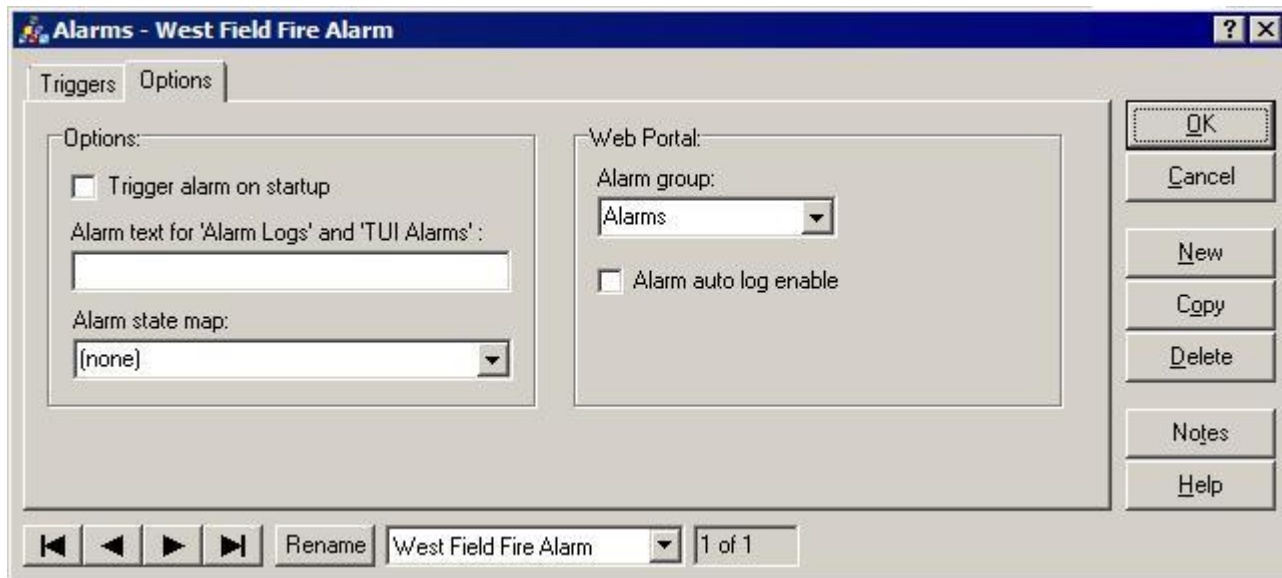 Alarms - West Field Fire Alarm
Triggers Options
Options:
Trigger alarm on startup
Alarm text for 'Alarm Logs' and 'TUI Alarms' :
Alarm state map:
(none)
Web Portal:
Alarm group:
Alarms
Alarm auto log enable
OK
Cancel
New
Copy
Delete
Notes
Help
Rename West Field Fire Alarm 1 of 1